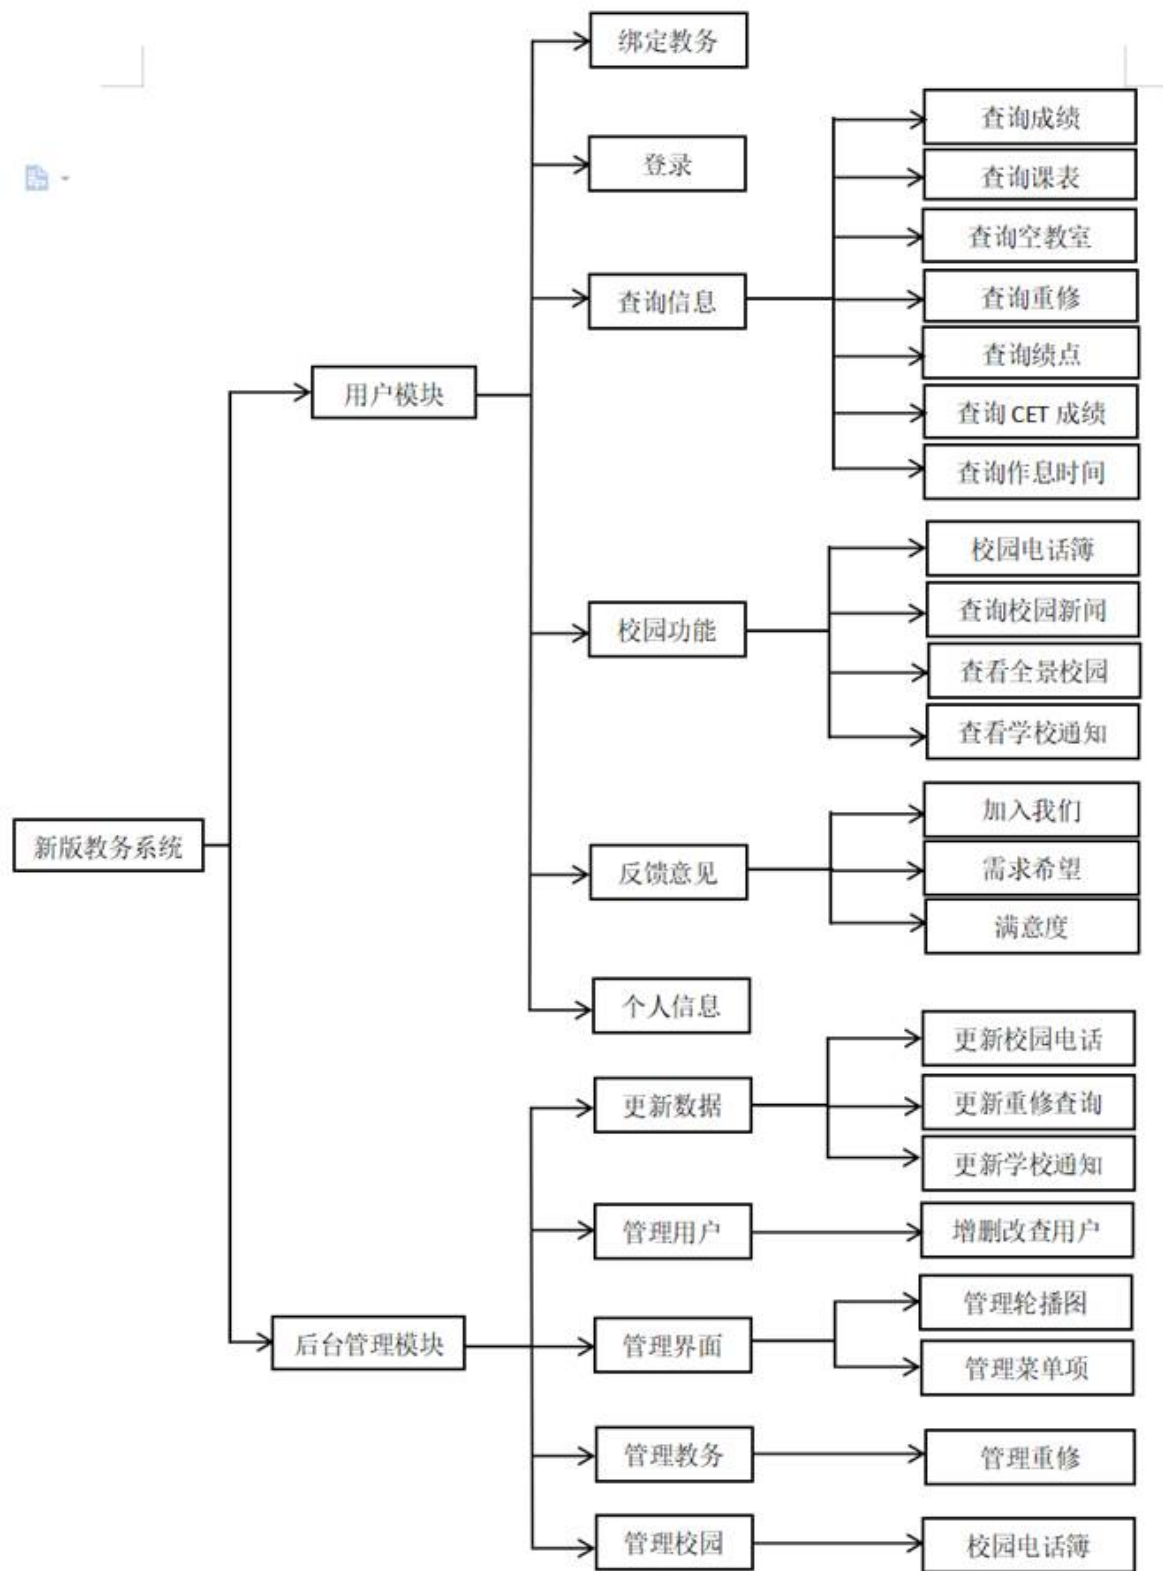 新版教务系统
用户模块
绑定教务
登录
查询信息
查询成绩
查询课表
查询空教室
查询重修
查询绩点
查询 CET 成绩
查询作息时间
校园功能
校园电话簿
查询校园新闻
查看全景校园
查看学校通知
反馈意见
加入我们
需求希望
满意度
个人信息
后台管理模块
更新数据
更新校园电话
更新重修查询
更新学校通知
管理用户
增删改查用户
管理界面
管理轮播图
管理菜单项
管理教务
管理重修
管理校园
校园电话簿